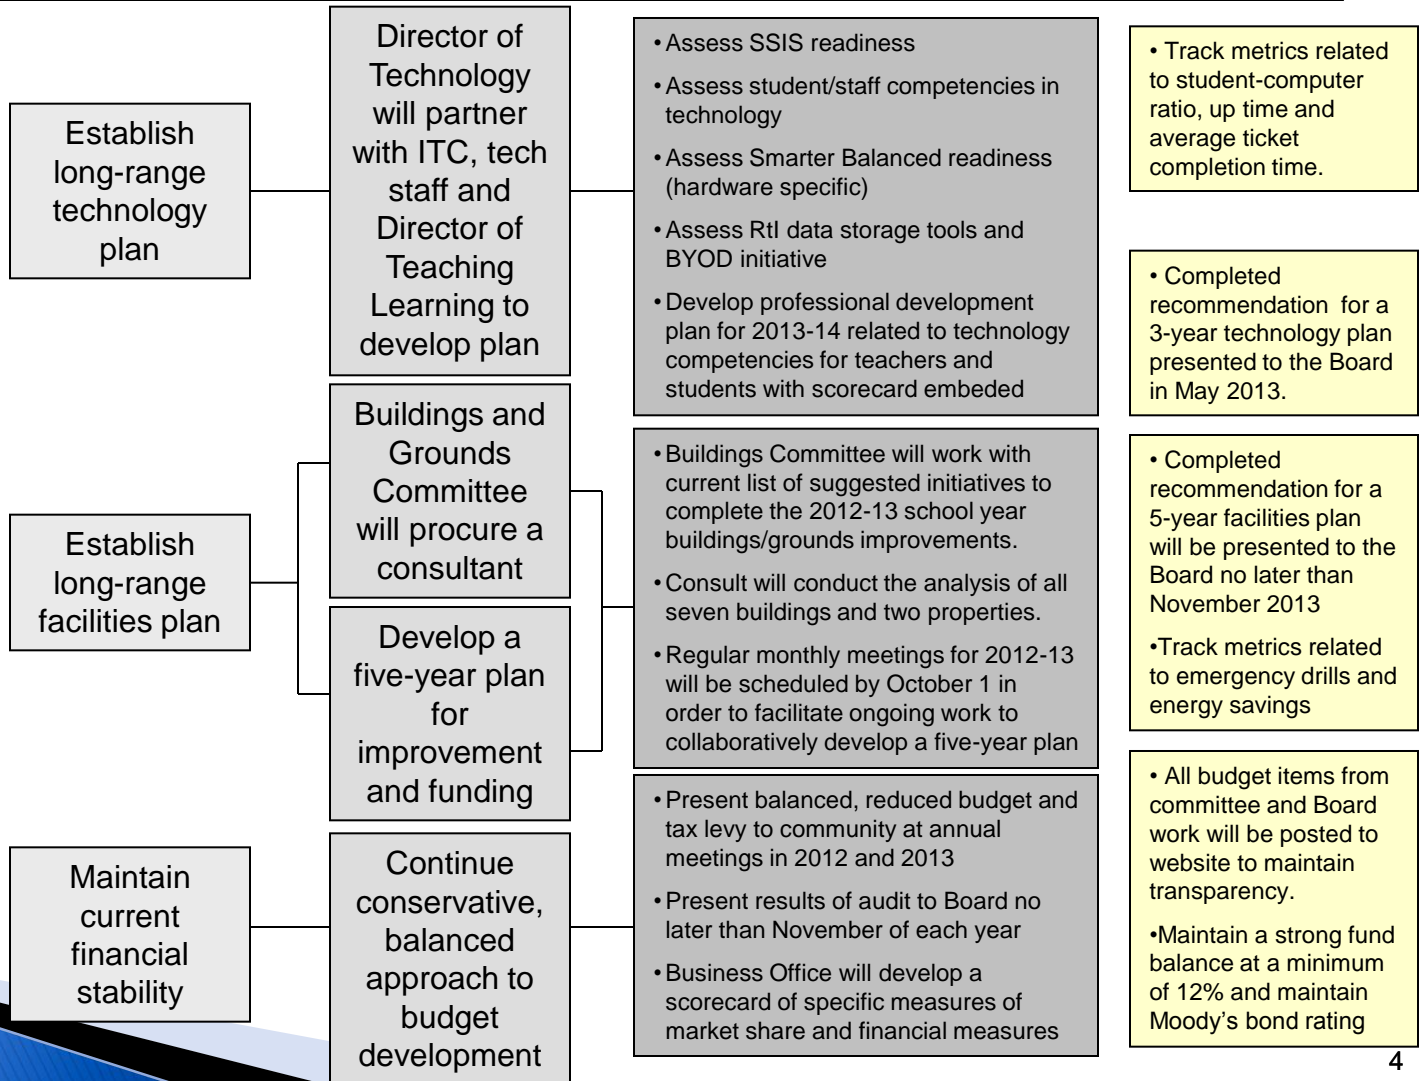 Establish
long-range
technology
plan
Director of
Technology
will partner
with ITC, tech
staff and
Director of
Teaching
Learning to
develop plan
•Assess SSIS readiness
•Assess student/staff competencies in
technology
•Assess Smarter Balanced readiness
(hardware specific)
•Assess RtI data storage tools and
BYOD initiative
•Develop professional development
plan for 2013-14 related to technology
competencies for teachers and
students with scorecard embeded
• Track metrics related
to student-computer
ratio, up time and
average ticket
completion time.
• Completed
recommendation for a
3-year technology plan
presented to the Board
in May 2013.
Establish
long-range
facilities plan
Buildings and
Grounds
Committee
will procure a
consultant
Develop a
five-year plan
for
improvement
and funding
•Buildings Committee will work with
current list of suggested initiatives to
complete the 2012-13 school year
buildings/grounds improvements.
•Consult will conduct the analysis of all
seven buildings and two properties.
•Regular monthly meetings for 2012-13
will be scheduled by October 1 in
order to facilitate ongoing work to
collaboratively develop a five-year plan
• Completed
recommendation for a
5-year facilities plan
will be presented to the
Board no later than
November 2013
•Track metrics related
to emergency drills and
energy savings
Maintain
current
financial
stability
Continue
conservative,
balanced
approach to
budget
development
•Present balanced, reduced budget and
tax levy to community at annual
meetings in 2012 and 2013
•Present results of audit to Board no
later than November of each year
•Business Office will develop a
scorecard of specific measures of
market share and financial measures
• All budget items from
committee and Board
work will be posted to
website to maintain
transparency.
•Maintain a strong fund
balance at a minimum
of 12% and maintain
Moody's bond rating
4